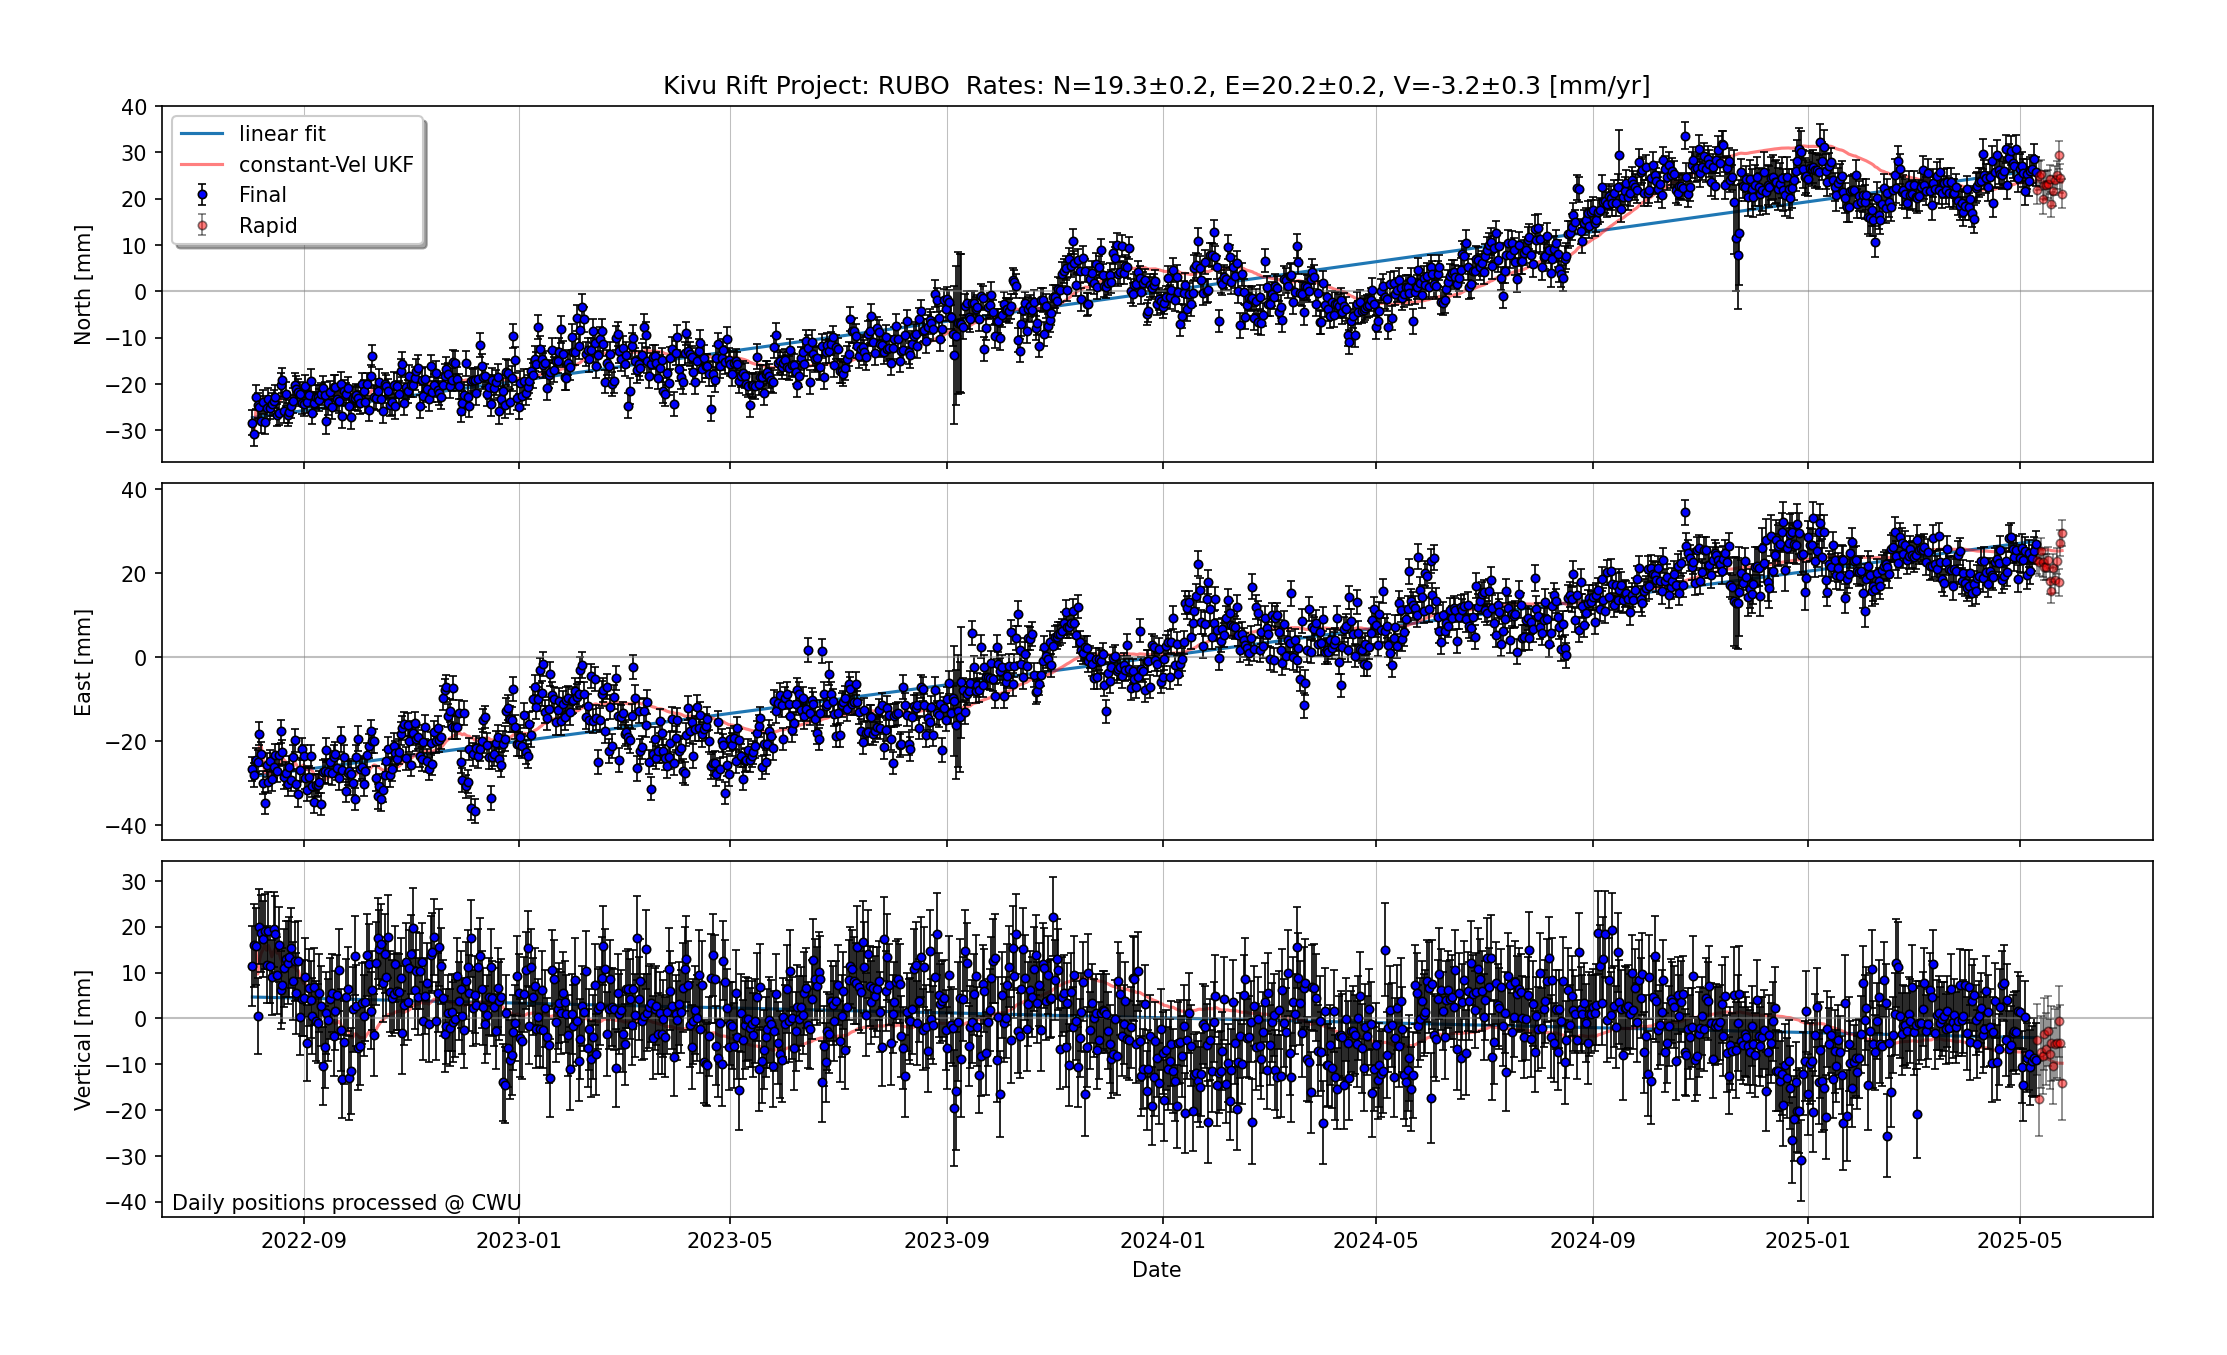 Kivu Rift Project: RUBO  Rates: N=19.3±0.2, E=20.2±0.2, V=-3.2±0.3 [mm/yr]
linear fit
constant-Vel UKF
Final
Rapid
North [mm]
40
30
20
10
0
−10
−20
−30
East [mm]
40
20
0
−20
−40
Vertical [mm]
30
20
10
0
−10
−20
−30
−40
Daily positions processed @ CWU
2022-09 2023-01 2023-05 2023-09 2024-01 2024-05 2024-09 2025-01 2025-05
Date